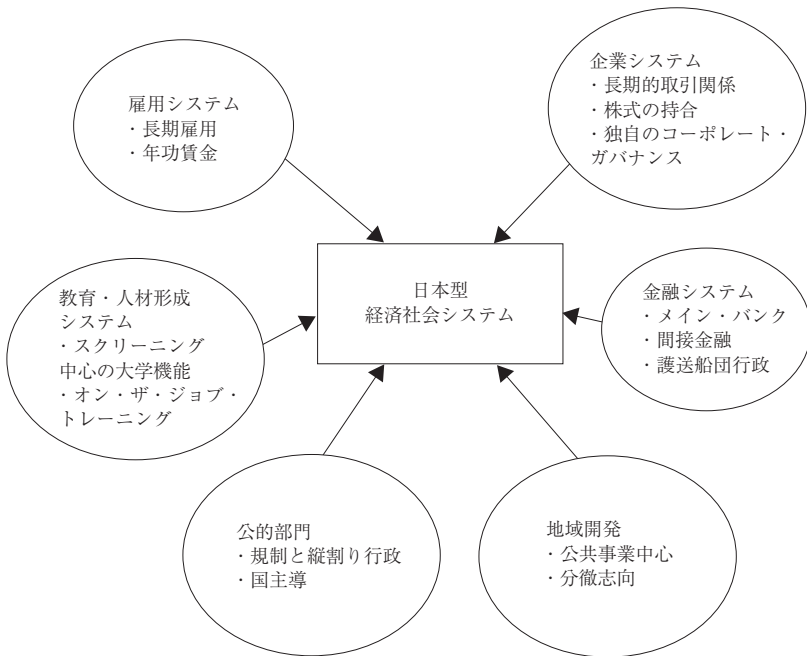 雇用システム
・長期雇用
・年功賃金
企業システム
・長期的取引関係
・株式の持合
・独自のコーポレート・
ガバナンス
日本型
経済社会システム
教育・人材形成
システム
・スクリーニング
中心の大学機能
・オン・ザ・ジョブ・
トレーニング
金融システム
・メイン・バンク
・間接金融
・護送船団行政
公的部門
・規制と縦割り行政
・国主導
地域開発
・公共事業中心
・分徹志向